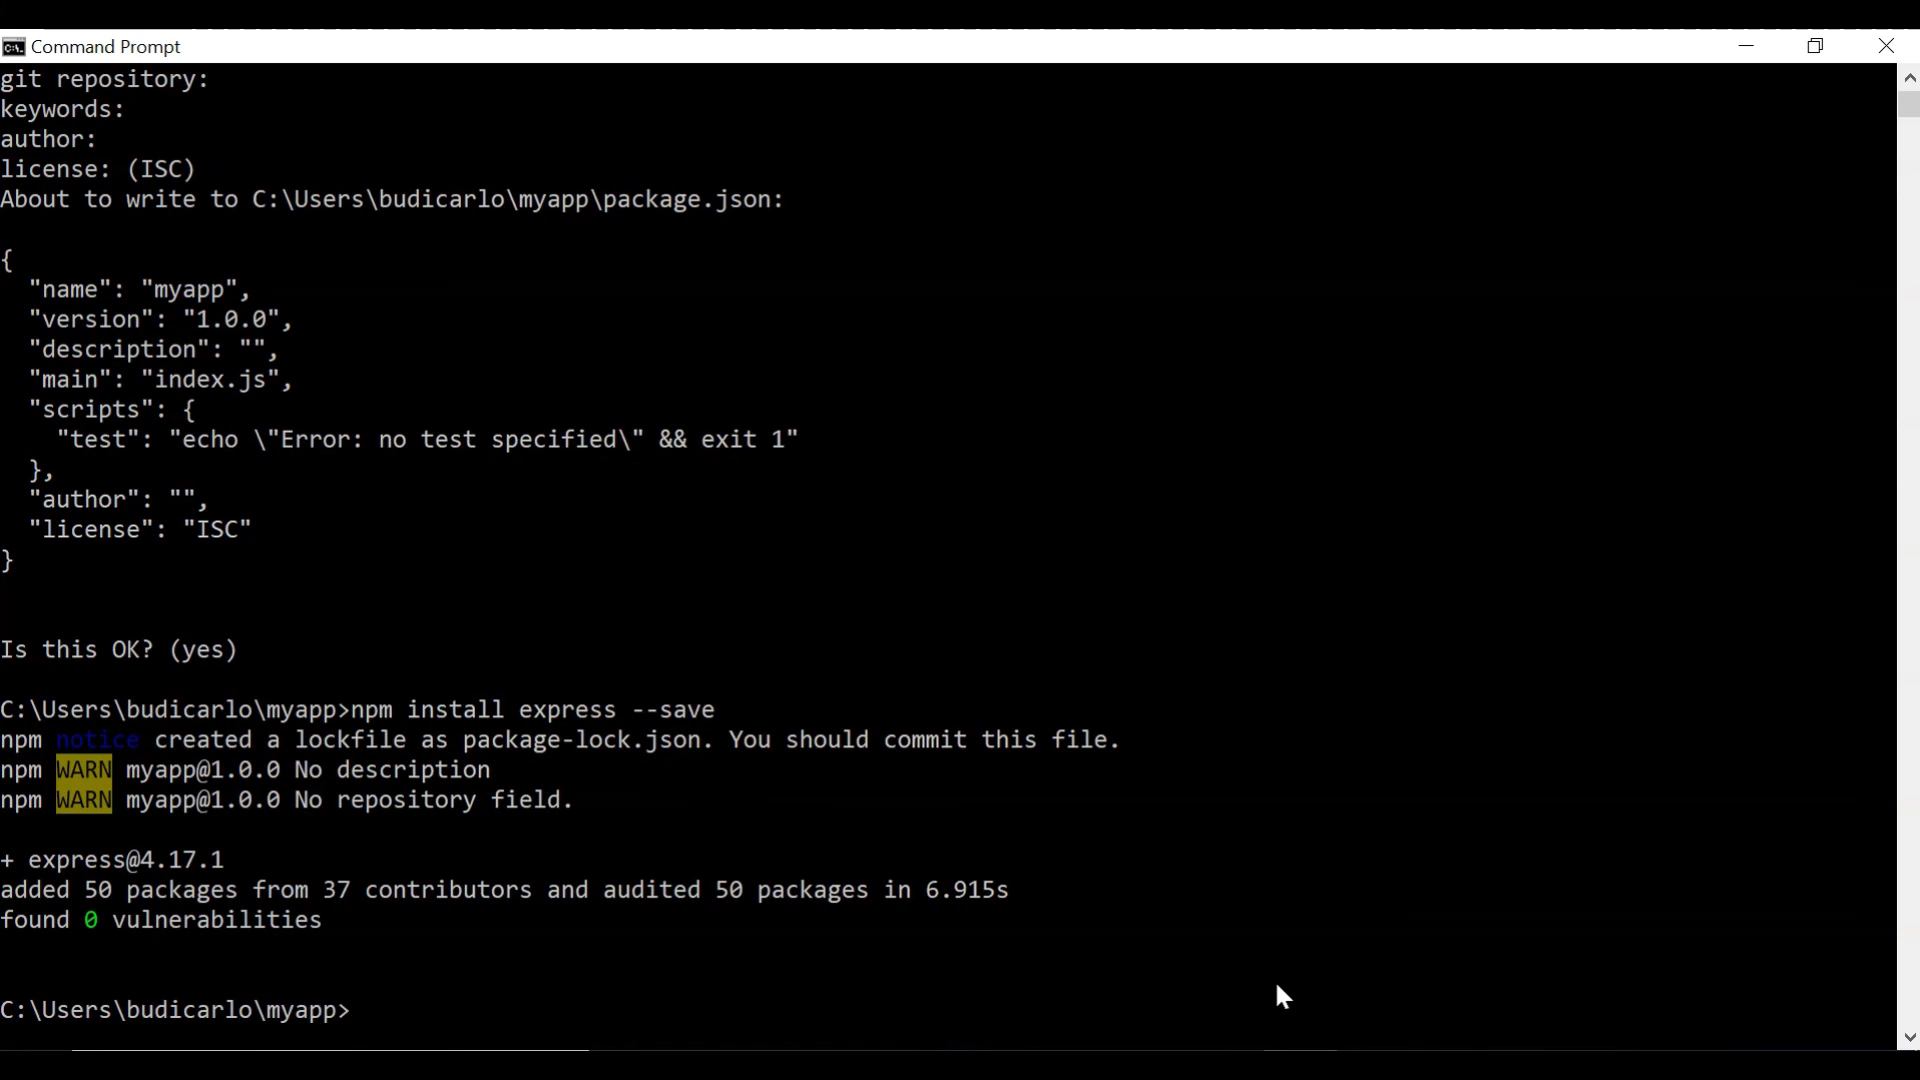 Command Prompt
git repository:
keywords:
author:
license: (ISC)
About to write to C:\Users\budicarlo\myapp\package.json:
{
  "name": "myapp",
  "version": "1.0.0",
  "description": "",
  "main": "index.js",
  "scripts": {
    "test": "echo \"Error: no test specified\" && exit 1"
  },
  "author": "",
  "license": "ISC"
}
Is this OK? (yes)
C:\Users\budicarlo\myapp>npm install express --save
npm notice created a lockfile as package-lock.json. You should commit this file.
npm WARN myapp@1.0.0 No description
npm WARN myapp@1.0.0 No repository field.
+ express@4.17.1
added 50 packages from 37 contributors and audited 50 packages in 6.915s
found 0 vulnerabilities
C:\Users\budicarlo\myapp>